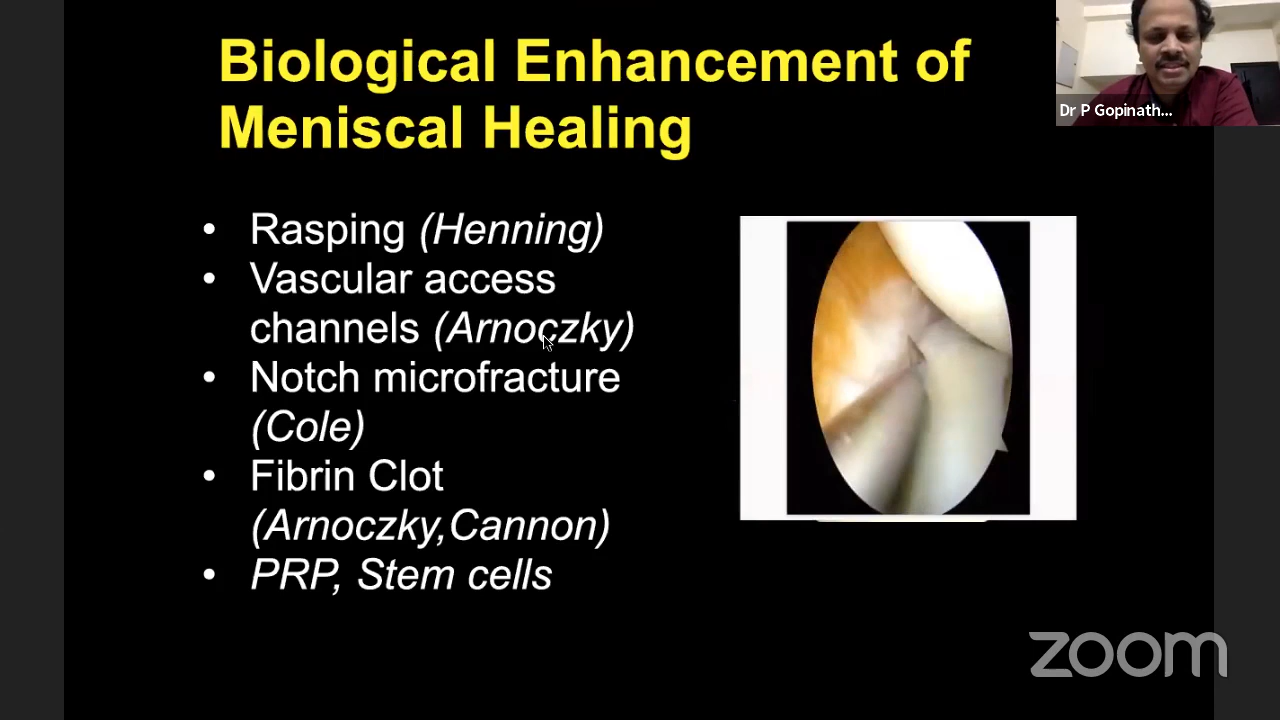 Biological Enhancement of
Meniscal Healing
Dr P Gopinath...
• Rasping (Henning)
• Vascular access
channels (Arnoczky)
• Notch microfracture
(Cole)
• Fibrin Clot
(Arnoczky,Cannon)
• PRP, Stem cells
zoom